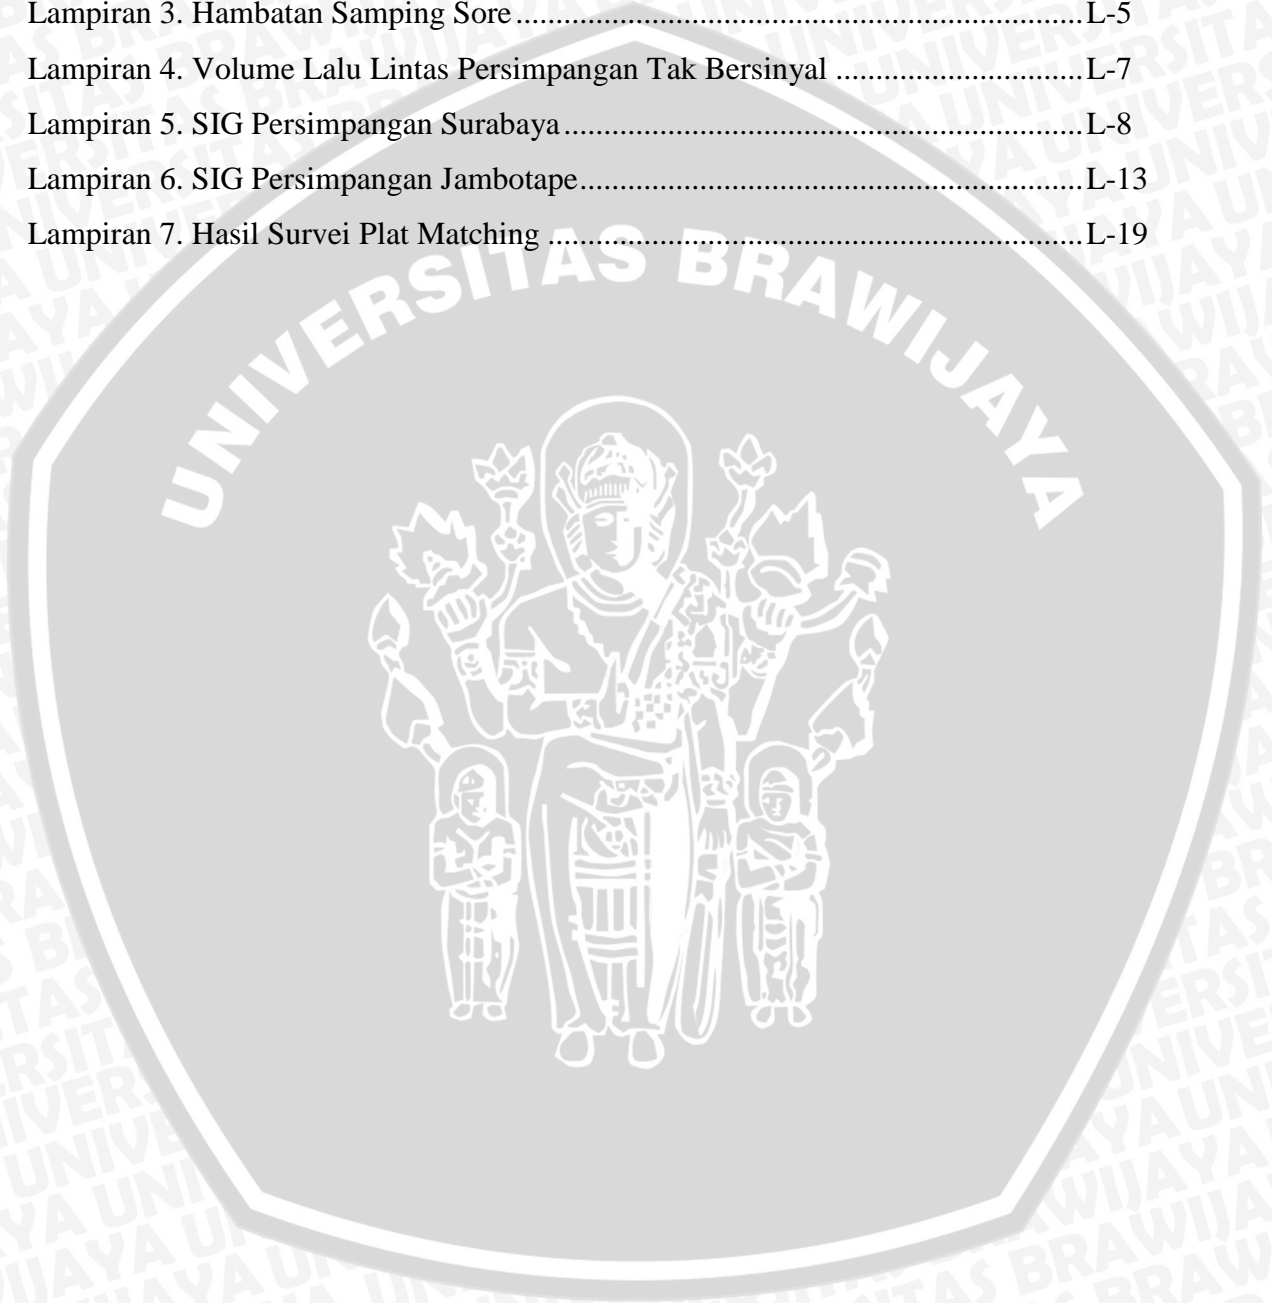 Lampiran 3. Hambatan Samping Sore.......................................................................L-5
Lampiran 4. Volume Lalu Lintas Persimpangan Tak Bersinyal ...............................L-7
Lampiran 5. SIG Persimpangan Surabaya.................................................................L-8
Lampiran 6. SIG Persimpangan Jambotape...............................................................L-13
Lampiran 7. Hasil Survei Plat Matching ...................................................................L-19
UNIVERSITAS BRAWIJAYA